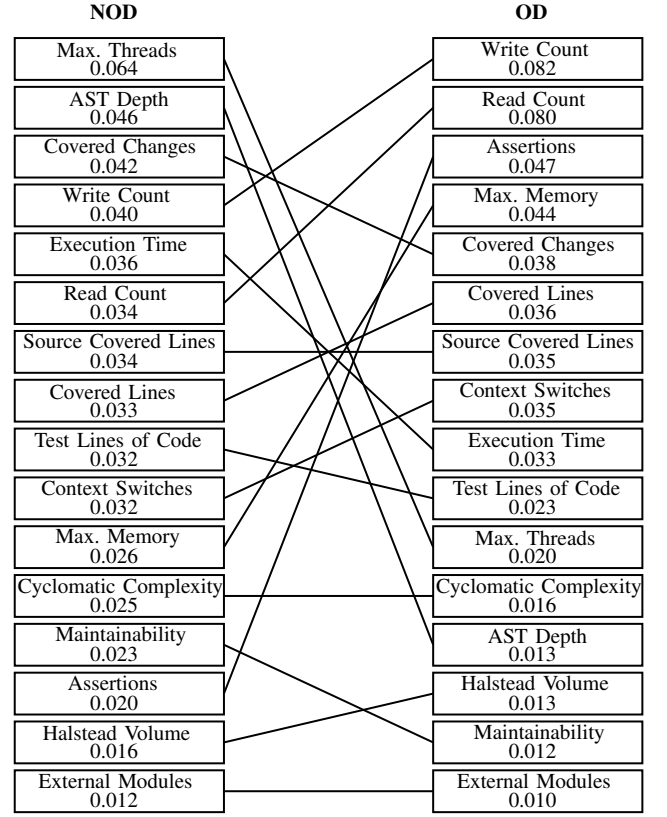 NOD
Max. Threads
0.064
AST Depth
0.046
Covered Changes
0.042
Write Count
0.040
Execution Time
0.036
Read Count
0.034
Source Covered Lines
0.034
Covered Lines
0.033
Test Lines of Code
0.032
Context Switches
0.032
Max. Memory
0.026
Cyclomatic Complexity
0.025
Maintainability
0.023
Assertions
0.020
Halstead Volume
0.016
External Modules
0.012
OD
Write Count
0.082
Read Count
0.080
Assertions
0.047
Max. Memory
0.044
Covered Changes
0.038
Covered Lines
0.036
Source Covered Lines
0.035
Context Switches
0.035
Execution Time
0.033
Test Lines of Code
0.023
Max. Threads
0.020
Cyclomatic Complexity
0.016
AST Depth
0.013
Halstead Volume
0.013
Maintainability
0.012
External Modules
0.010